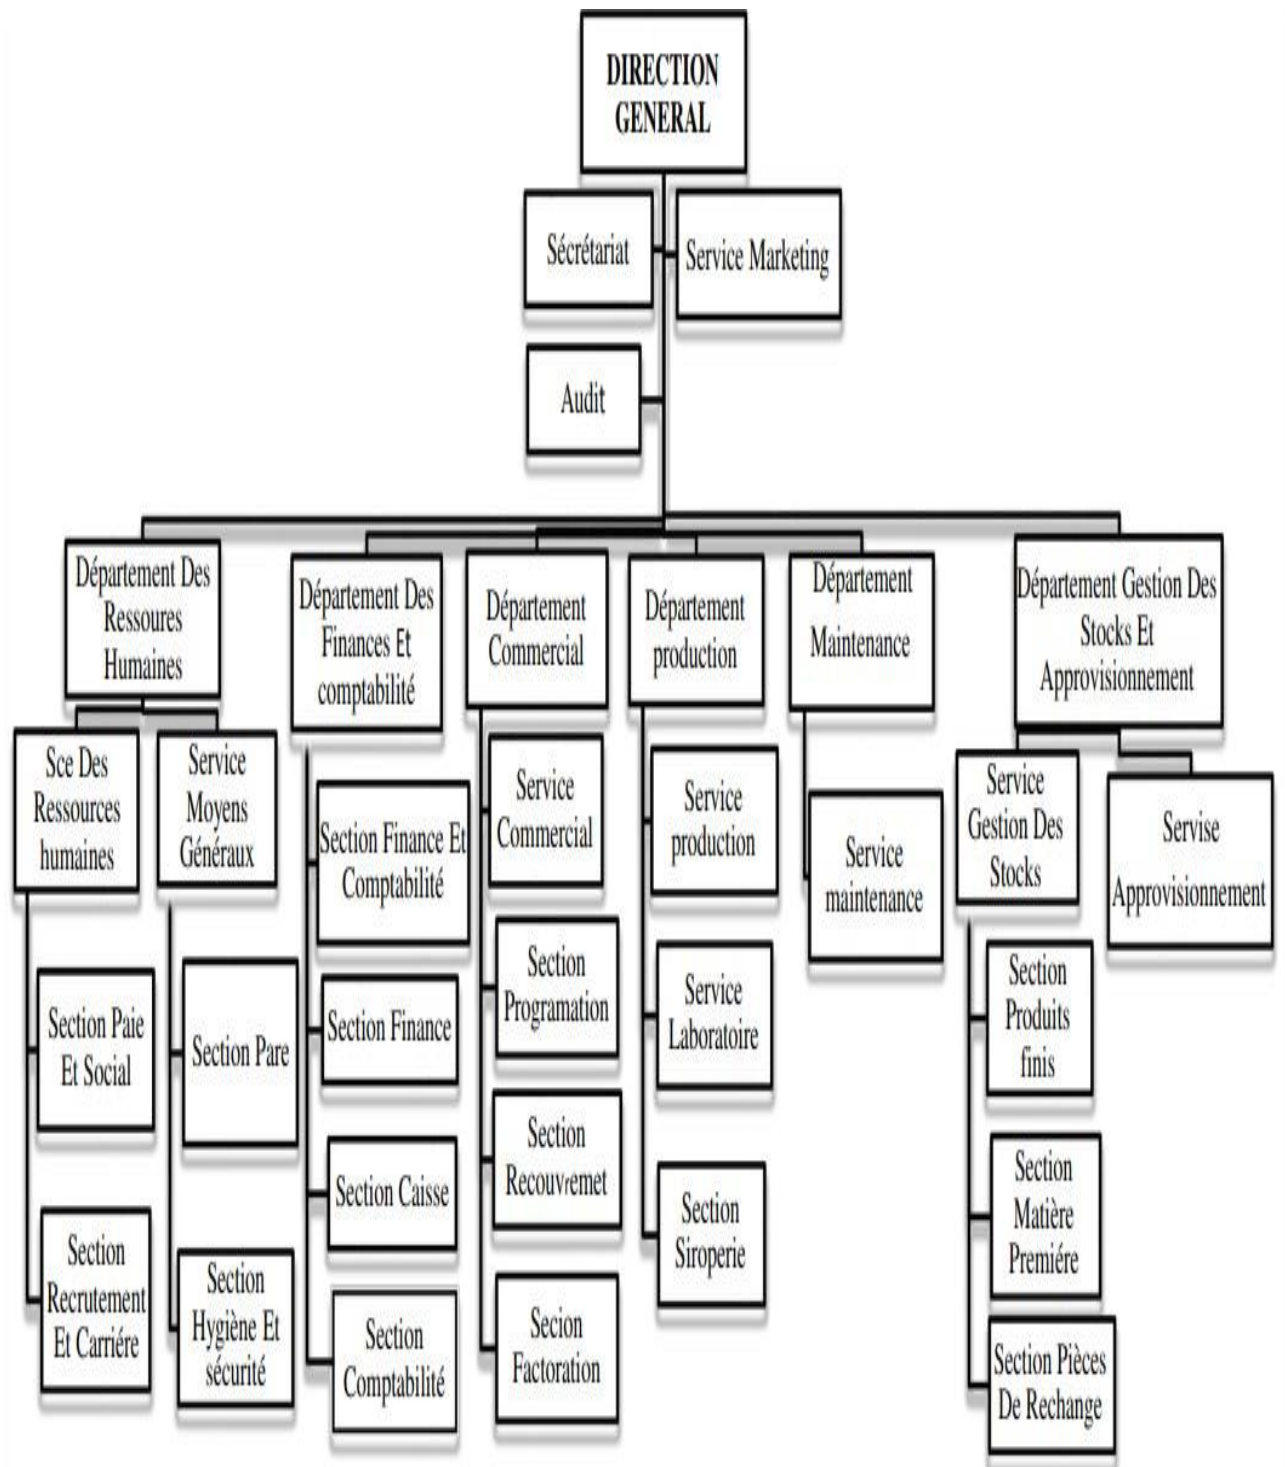 DIRECTION
GENERAL
Sécrétariat
Service Marketing
Audit
Département Des
Ressoures
Humaines
Département Des
Finances Et
comptabilité
Département
Commercial
Département
production
Département
Maintenance
Département Gestion Des
Stocks Et
Approvisionnement
Sce Des
Ressources
humaines
Service
Moyens
Généraux
Section Finance Et
Comptabilité
Service
Commercial
Service
production
Service
maintenance
Service
Gestion Des
Stocks
Servise
Approvisionnement
Section Paie
Et Social
Section Pare
Section Finance
Section
Programation
Service
Laboratoire
Section
Produits
finis
Section Caisse
Section
Recouvremet
Section
Siroperie
Section
Matière
Premiére
Section
Recrutement
Et Carriére
Section
Hygiène Et
sécurité
Section
Comptabilité
Secion
Factoration
Section Pièces
De Rechange